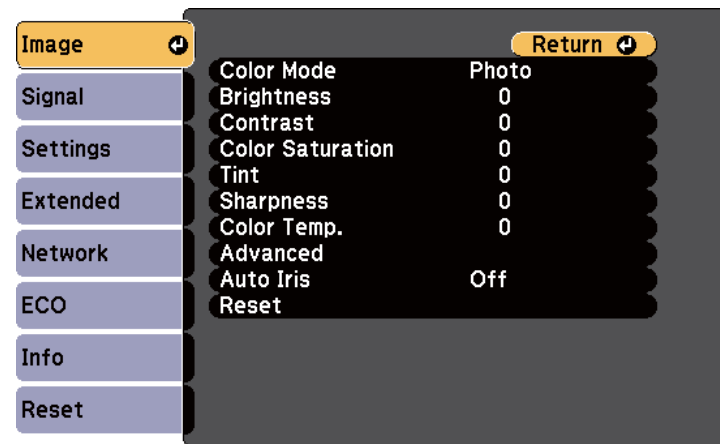 Image
Signal
Settings
Extended
Network
ECO
Info
Reset
Return
Color Mode Photo
Brightness 0
Contrast 0
Color Saturation 0
Tint 0
Sharpness 0
Color Temp. 0
Advanced
Auto Iris Off
Reset